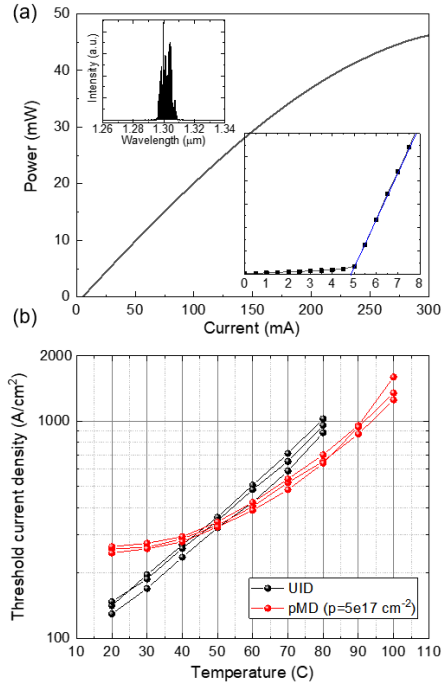 (a)
50
40
30
20
10
0
Power (mW)
Intensity (a.u.)
1.26 1.28 1.30 1.32 1.34
Wavelength (μm)
0 1 2 3 4 5 6 7 8
0 50 100 150 200 250 300
Current (mA)
(b)
2000
1000
100
Threshold current density (A/cm²)
UID
pMD (p=5e17 cm⁻²)
10 20 30 40 50 60 70 80 90 100 110
Temperature (C)